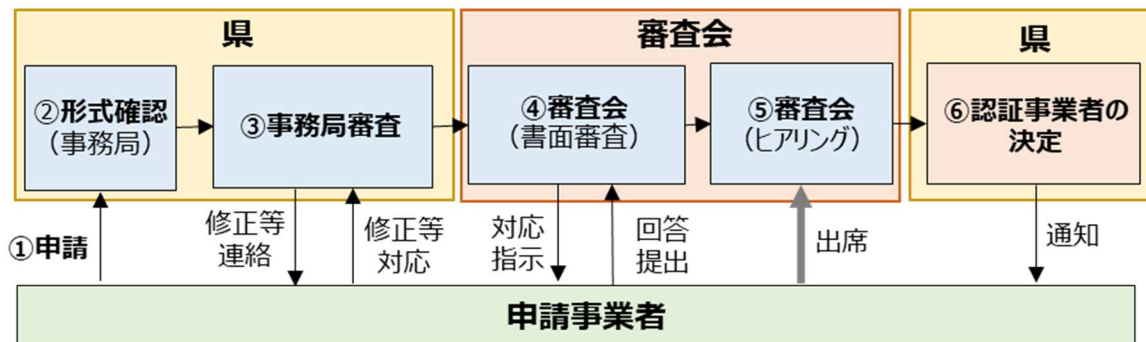 県
審査会
県
②形式確認
（事務局）
③事務局審査
④審査会
（書面審査）
⑤審査会
（ヒアリング）
⑥認証事業者の
決定
①申請
修正等
連絡
修正等
対応
対応
指示
回答
提出
出席
通知
申請事業者